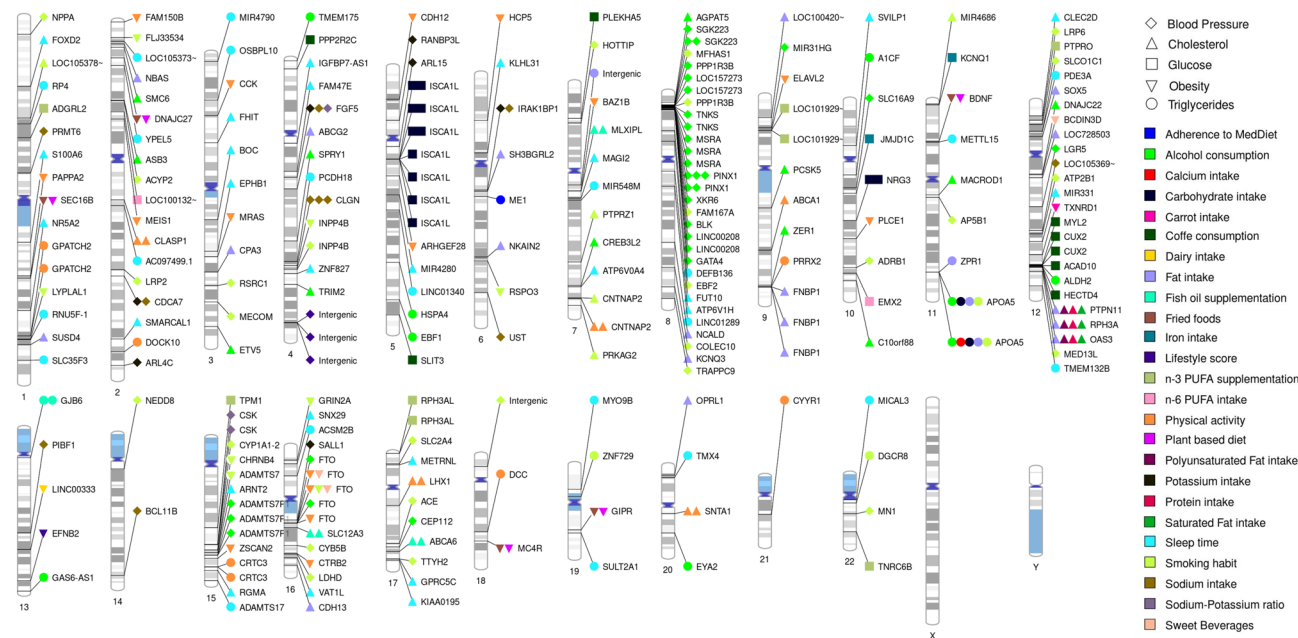 NPPA
FOXD2
LOC105378~
RP4
ADGRL2
PRMT6
S100A6
PAPPA2
SEC16B
NR5A2
GPATCH2
GPATCH2
LYPLAL1
RNU5F-1
SUSD4
SLC35F3
1
FAM150B
FLJ33534
LOC105373~
NBAS
SMC6
DNAJC27
YPEL5
ASB3
ACYP2
LOC100132~
MEIS1
CLASP1
AC097499.1
LRP2
CDCA7
SMARCAL1
DOCK10
ARL4C
2
MIR4790
OSBPL10
CCK
FHIT
BOC
EPHB1
MRAS
CPA3
RSRC1
MECOM
ETV5
3
TMEM175
PPP2R2C
IGFBP7-AS1
FAM47E
FGF5
ABCG2
SPRY1
PCDH18
CLGN
INPP4B
INPP4B
ZNF827
TRIM2
Intergenic
Intergenic
Intergenic
4
CDH12
RANBP3L
ARL15
ISCA1L
ISCA1L
ISCA1L
ISCA1L
ISCA1L
ISCA1L
ISCA1L
ARHGEF28
MIR4280
LINC01340
HSPA4
EBF1
SLIT3
5
HCP5
KLHL31
IRAK1BP1
SH3BGRL2
ME1
NKAIN2
RSPO3
UST
6
PLEKHA5
HOTTIP
Intergenic
BAZ1B
MLXIPL
MAGI2
MIR548M
PTPRZ1
CREB3L2
ATP6V0A4
CNTNAP2
CNTNAP2
PRKAG2
7
AGPAT5
SGK223
SGK223
MFHAS1
PPP1R3B
LOC157273
LOC157273
PPP1R3B
TNKS
TNKS
MSRA
MSRA
MSRA
PINX1
PINX1
XKR6
FAM167A
BLK
LINC00208
LINC00208
GATA4
DEFB136
EBF2
FUT10
ATP6V1H
LINC01289
NCALD
COLEC10
KCNQ3
TRAPPC9
8
LOC100420~
MIR31HG
ELAVL2
LOC101929~
LOC101929~
PCSK5
ABCA1
ZER1
PRRX2
FNBP1
FNBP1
FNBP1
9
SVILP1
A1CF
SLC16A9
JMJD1C
NRG3
PLCE1
ADRB1
EMX2
C10orf88
10
MIR4686
KCNQ1
BDNF
METTL15
MACROD1
AP5B1
ZPR1
APOA5
APOA5
11
CLEC2D
LRP6
PTPRO
SLCO1C1
PDE3A
SOX5
DNAJC22
BCDIN3D
LOC728503
LGR5
LOC105369~
ATP2B1
MIR331
TXNRD1
MYL2
CUX2
CUX2
ACAD10
ALDH2
HECTD4
PTPN11
RPH3A
OAS3
MED13L
TMEM132B
12
GJB6
PIBF1
LINC00333
EFNB2
GAS6-AS1
13
NEDD8
BCL11B
14
TPM1
CSK
CSK
CYP1A1-2
CHRNB4
ADAMTS7
ARNT2
ADAMTS7P1
ADAMTS7P1
ADAMTS7P1
ZSCAN2
CRTC3
CRTC3
RGMA
ADAMTS17
15
GRIN2A
SNX29
ACSM2B
SALL1
FTO
FTO
FTO
FTO
FTO
SLC12A3
CYB5B
CTRB2
LDHD
VAT1L
CDH13
16
RPH3AL
RPH3AL
SLC2A4
METRNL
LHX1
ACE
CEP112
ABCA6
TTYH2
GPRC5C
KIAA0195
17
Intergenic
DCC
MC4R
18
MYO9B
ZNF729
GIPR
SULT2A1
19
OPRL1
TMX4
SNTA1
EYA2
20
CYYR1
21
MICAL3
DGCR8
MN1
TNRC6B
22
X
Y
Blood Pressure
Cholesterol
Glucose
Obesity
Triglycerides
Adherence to MedDiet
Alcohol consumption
Calcium intake
Carbohydrate intake
Carrot intake
Coffe consumption
Dairy intake
Fat intake
Fish oil supplementation
Fried foods
Iron intake
Lifestyle score
n-3 PUFA supplementation
n-6 PUFA intake
Physical activity
Plant based diet
Polyunsaturated Fat intake
Potassium intake
Protein intake
Saturated Fat intake
Sleep time
Smoking habit
Sodium intake
Sodium-Potassium ratio
Sweet Beverages